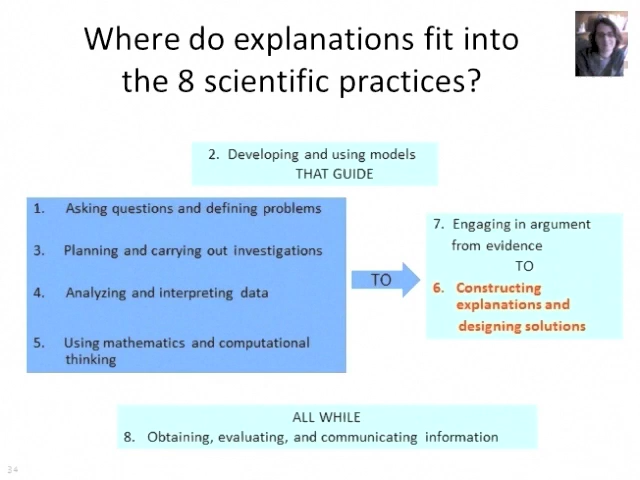 Where do explanations fit into
the 8 scientific practices?
2. Developing and using models
THAT GUIDE
1. Asking questions and defining problems
3. Planning and carrying out investigations
4. Analyzing and interpreting data
5. Using mathematics and computational
thinking
TO
7. Engaging in argument
from evidence
TO
6. Constructing
explanations and
designing solutions
ALL WHILE
8. Obtaining, evaluating, and communicating information
34